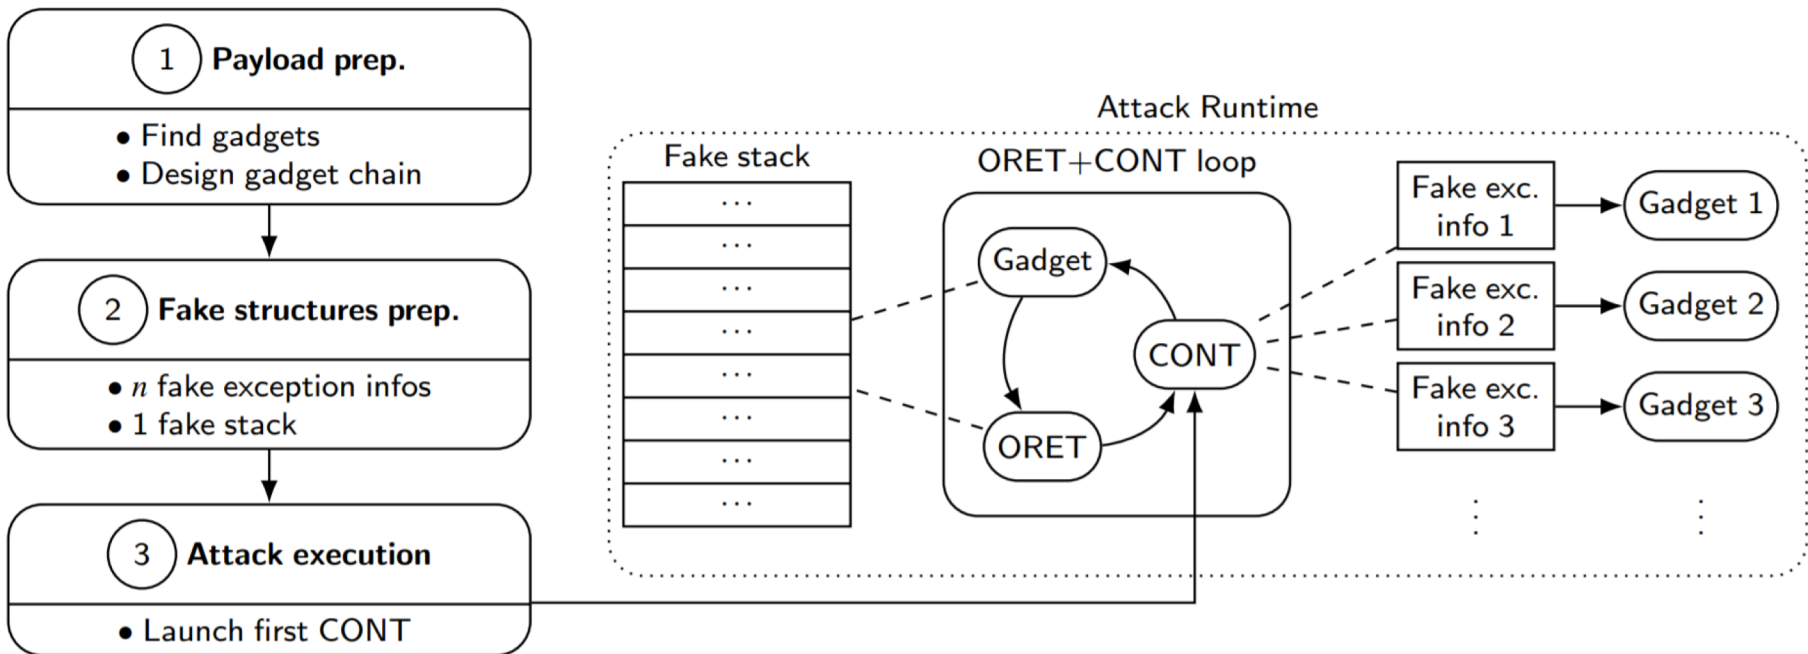 1 Payload prep.
• Find gadgets
• Design gadget chain
2 Fake structures prep.
• n fake exception infos
• 1 fake stack
3 Attack execution
• Launch first CONT
Attack Runtime
Fake stack
...
...
...
...
...
...
...
...
ORET+CONT loop
Gadget
CONT
ORET
Fake exc.
info 1
Gadget 1
Fake exc.
info 2
Gadget 2
Fake exc.
info 3
Gadget 3
⋮
⋮